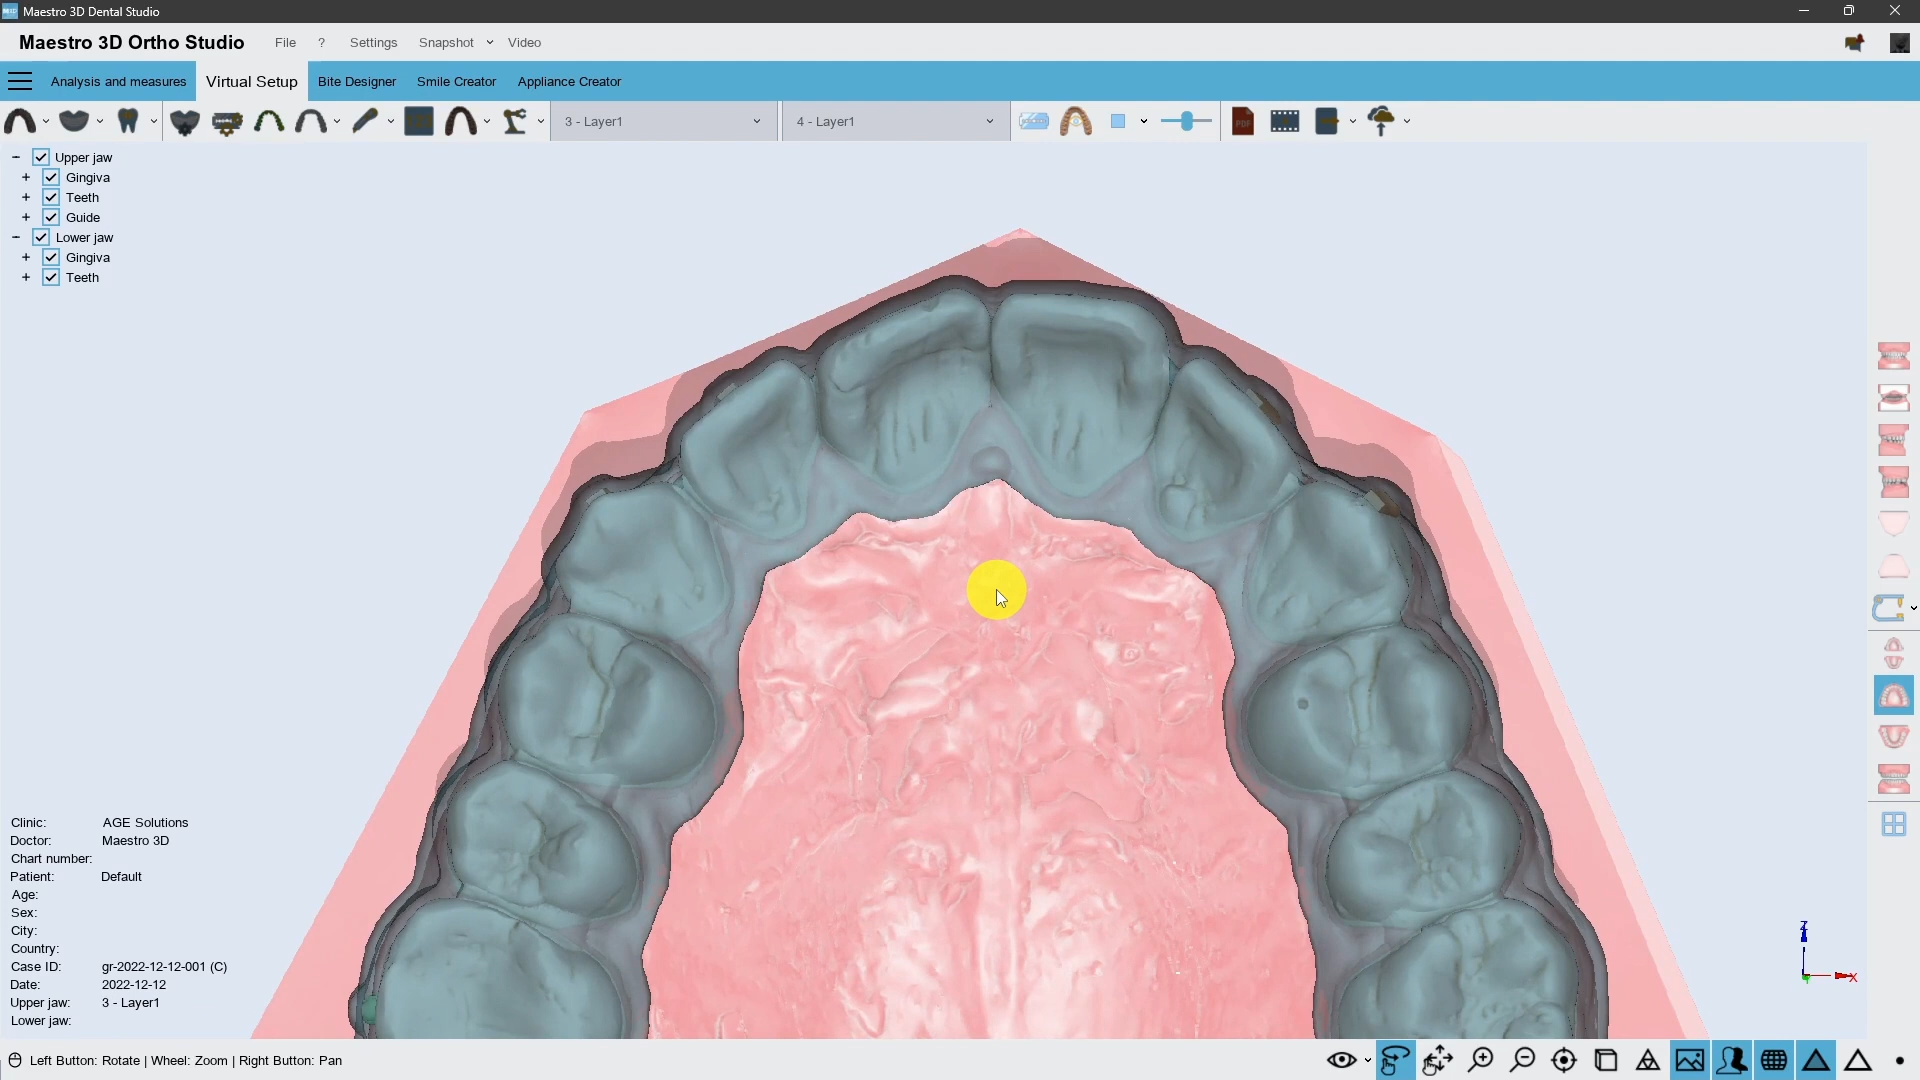 Maestro 3D Dental Studio
Maestro 3D Ortho Studio File ? Settings Snapshot Video
Analysis and measures Virtual Setup Bite Designer Smile Creator Appliance Creator
3 - Layer1 4 - Layer1 PDF
Upper jaw
Gingiva
Teeth
Guide
Lower jaw
Gingiva
Teeth
Clinic: AGE Solutions
Doctor: Maestro 3D
Chart number:
Patient: Default
Age:
Sex:
City:
Country:
Case ID: gr-2022-12-12-001 (C)
Date: 2022-12-12
Upper jaw: 3 - Layer1
Lower jaw:
Z
X
Y
Left Button: Rotate | Wheel: Zoom | Right Button: Pan